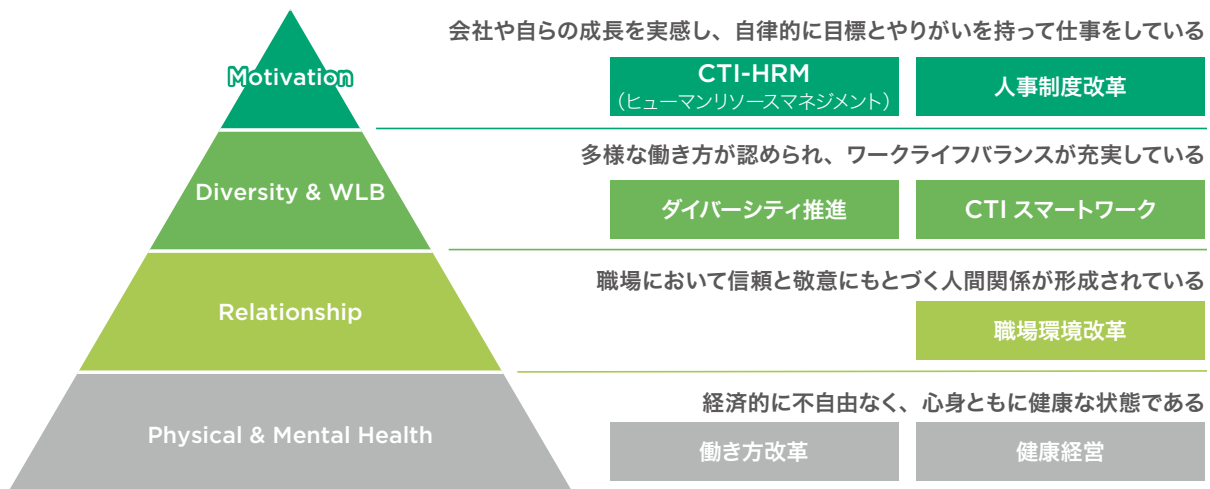 会社や自らの成長を実感し、自律的に目標とやりがいを持って仕事をしている
Motivation
CTI-HRM
（ヒューマンリソースマネジメント）
人事制度改革
多様な働き方が認められ、ワークライフバランスが充実している
Diversity & WLB
ダイバーシティ推進
CTI スマートワーク
職場において信頼と敬意にもとづく人間関係が形成されている
Relationship
職場環境改革
経済的に不自由なく、心身ともに健康な状態である
Physical & Mental Health
働き方改革
健康経営